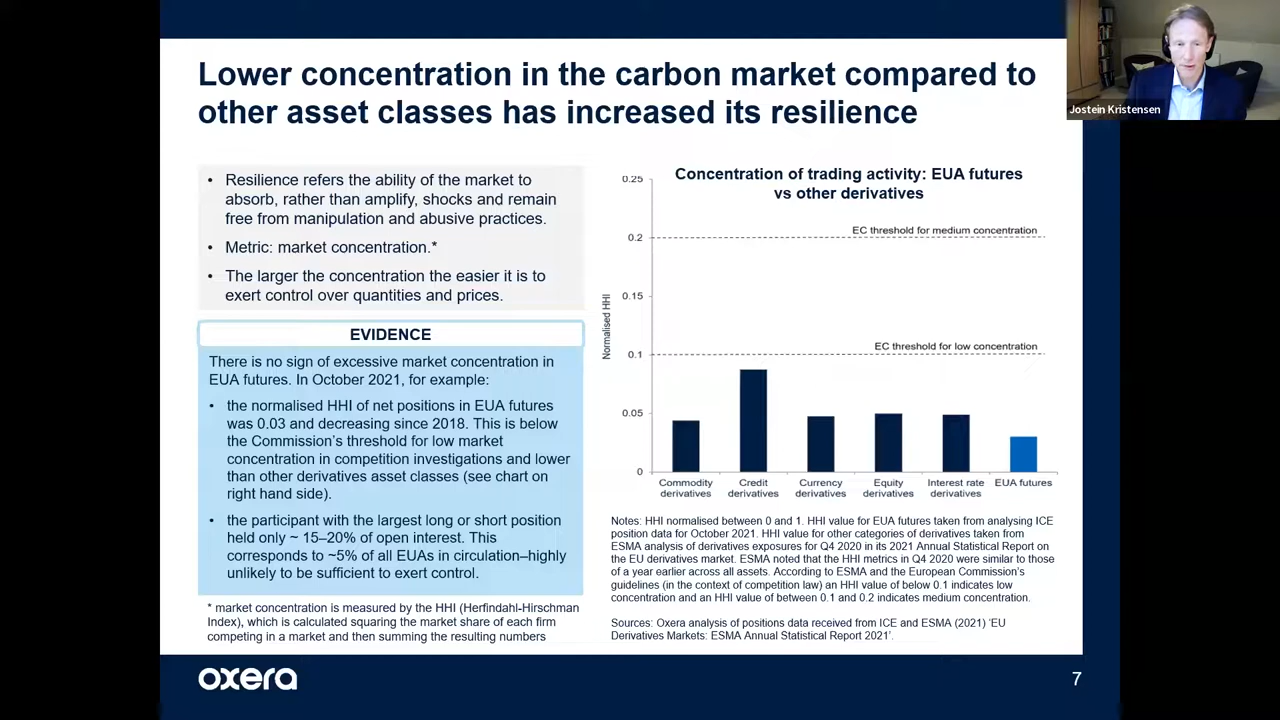 Lower concentration in the carbon market compared to
other asset classes has increased its resilience
Jostein Kristensen
• Resilience refers the ability of the market to
absorb, rather than amplify, shocks and remain
free from manipulation and abusive practices.
• Metric: market concentration.*
• The larger the concentration the easier it is to
exert control over quantities and prices.
EVIDENCE
There is no sign of excessive market concentration in
EUA futures. In October 2021, for example:
• the normalised HHI of net positions in EUA futures
was 0.03 and decreasing since 2018. This is below
the Commission's threshold for low market
concentration in competition investigations and lower
than other derivatives asset classes (see chart on
right hand side).
• the participant with the largest long or short position
held only ~ 15–20% of open interest. This
corresponds to ~5% of all EUAs in circulation–highly
unlikely to be sufficient to exert control.
* market concentration is measured by the HHI (Herfindahl-Hirschman
Index), which is calculated squaring the market share of each firm
competing in a market and then summing the resulting numbers
Concentration of trading activity: EUA futures
vs other derivatives
0.25
EC threshold for medium concentration
0.2
0.15
Normalised HHI
EC threshold for low concentration
0.1
0.05
0
Commodity
derivatives
Credit
derivatives
Currency
derivatives
Equity
derivatives
Interest rate
derivatives
EUA futures
Notes: HHI normalised between 0 and 1. HHI value for EUA futures taken from analysing ICE
position data for October 2021. HHI value for other categories of derivatives taken from
ESMA analysis of derivatives exposures for Q4 2020 in its 2021 Annual Statistical Report on
the EU derivatives market. ESMA noted that the HHI metrics in Q4 2020 were similar to those
of a year earlier across all assets. According to ESMA and the European Commission's
guidelines (in the context of competition law) an HHI value of below 0.1 indicates low
concentration and an HHI value of between 0.1 and 0.2 indicates medium concentration.
Sources: Oxera analysis of positions data received from ICE and ESMA (2021) 'EU
Derivatives Markets: ESMA Annual Statistical Report 2021'.
oxera
7